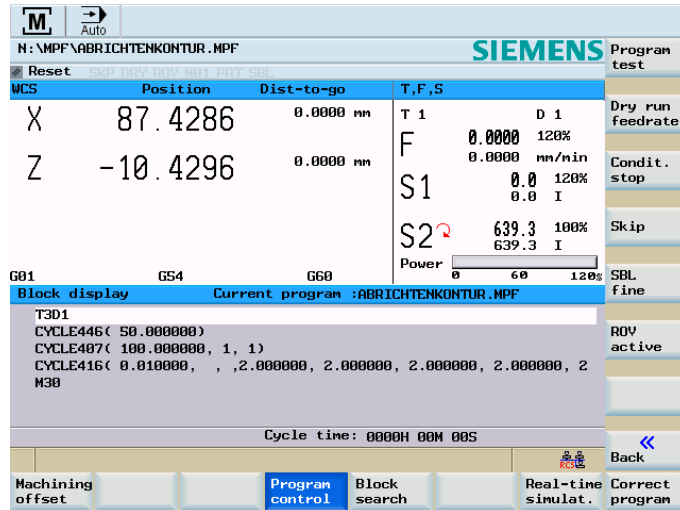 M
Auto
N:\MPF\ABRICHTENKONTUR.MPF
SIEMENS
Reset SKP DRY ROV M01 PRT SBL
WCS Position Dist-to-go T,F,S
X 87.4286 0.0000 mm
Z -10.4296 0.0000 mm
T 1 D 1
F 0.0000 120%
0.0000 mm/min
S1 0.0 120%
0.0 I
S2 639.3 100%
639.3 I
Power 0 60 120%
G01 G54 G60
Block display Current program :ABRICHTENKONTUR.MPF
T3D1
CYCLE446( 50.000000)
CYCLE407( 100.000000, 1, 1)
CYCLE416( 0.010000, , ,2.000000, 2.000000, 2.000000, 2.000000, 2
M30
Cycle time: 0000H 00M 00S
RCS
Program
test
Dry run
feedrate
Condit.
stop
Skip
SBL
fine
ROV
active
«
Back
Machining
offset
Program
control
Block
search
Real-time
simulat.
Correct
program